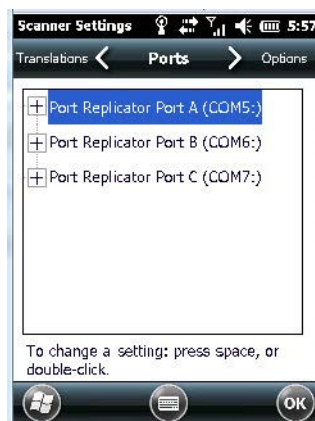 Scanner Settings 5:57
Translations Ports Options
Port Replicator Port A (COM5:)
Port Replicator Port B (COM6:)
Port Replicator Port C (COM7:)
To change a setting: press space, or
double-click.
OK